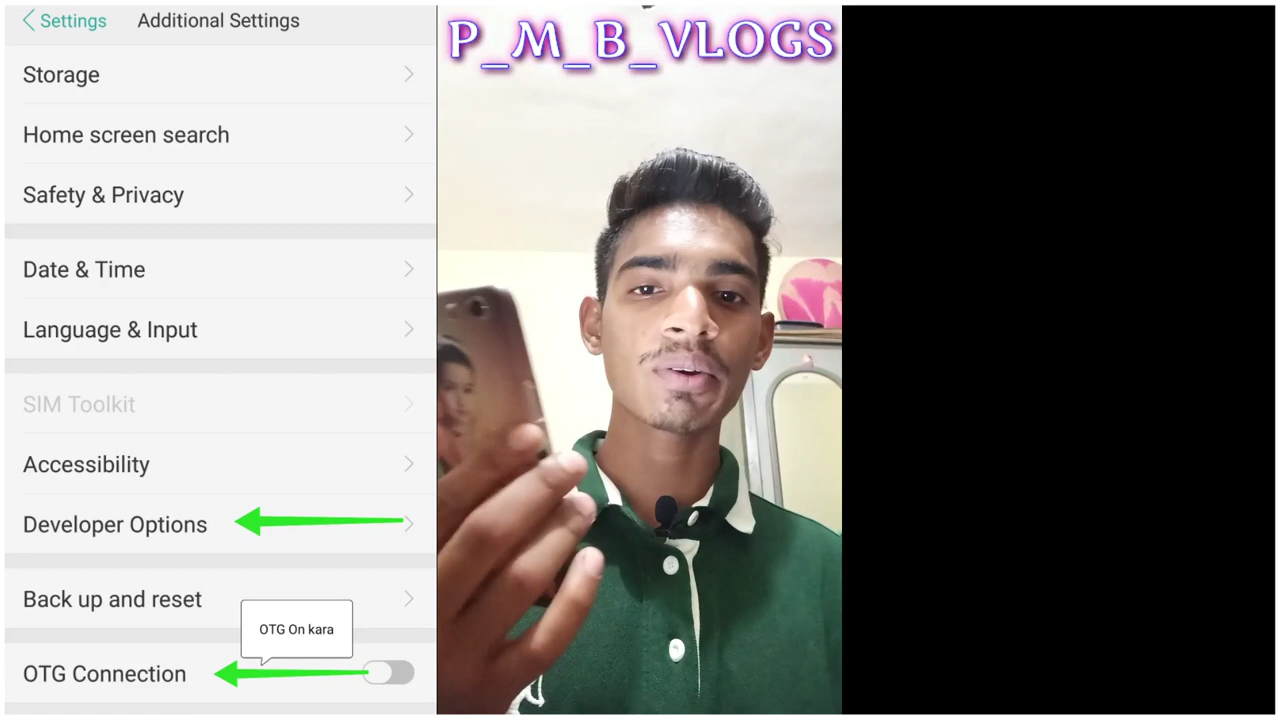 Settings Additional Settings
Storage
Home screen search
Safety & Privacy
Date & Time
Language & Input
SIM Toolkit
Accessibility
Developer Options
Back up and reset
OTG On kara
OTG Connection
P_M_B_VLOGS